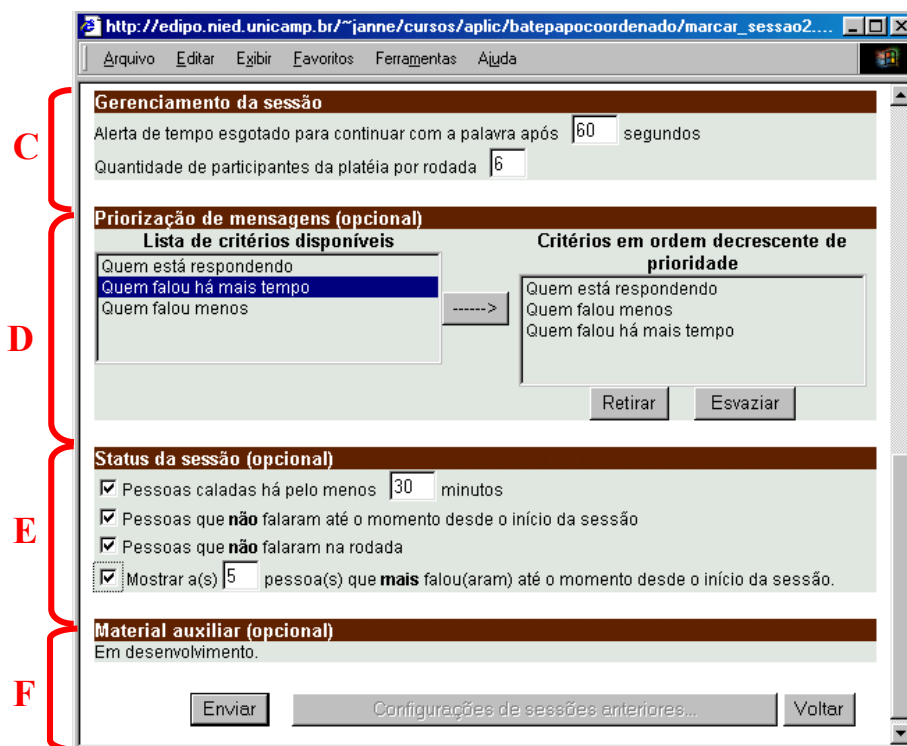 http://edipo.nied.unicamp.br/~janne/cursos/aplic/batepapocoordenado/marcar_sessao2....
Arquivo Editar Exibir Favoritos Ferramentas Ajuda
C
Gerenciamento da sessão
Alerta de tempo esgotado para continuar com a palavra após 60 segundos
Quantidade de participantes da platéia por rodada 6
D
Priorização de mensagens (opcional)
Lista de critérios disponíveis
Quem está respondendo
Quem falou há mais tempo
Quem falou menos
------>
Critérios em ordem decrescente de
prioridade
Quem está respondendo
Quem falou menos
Quem falou há mais tempo
Retirar Esvaziar
E
Status da sessão (opcional)
Pessoas caladas há pelo menos 30 minutos
Pessoas que não falaram até o momento desde o início da sessão
Pessoas que não falaram na rodada
Mostrar a(s) 5 pessoa(s) que mais falou(aram) até o momento desde o início da sessão.
F
Material auxiliar (opcional)
Em desenvolvimento.
Enviar Configurações de sessões anteriores... Voltar